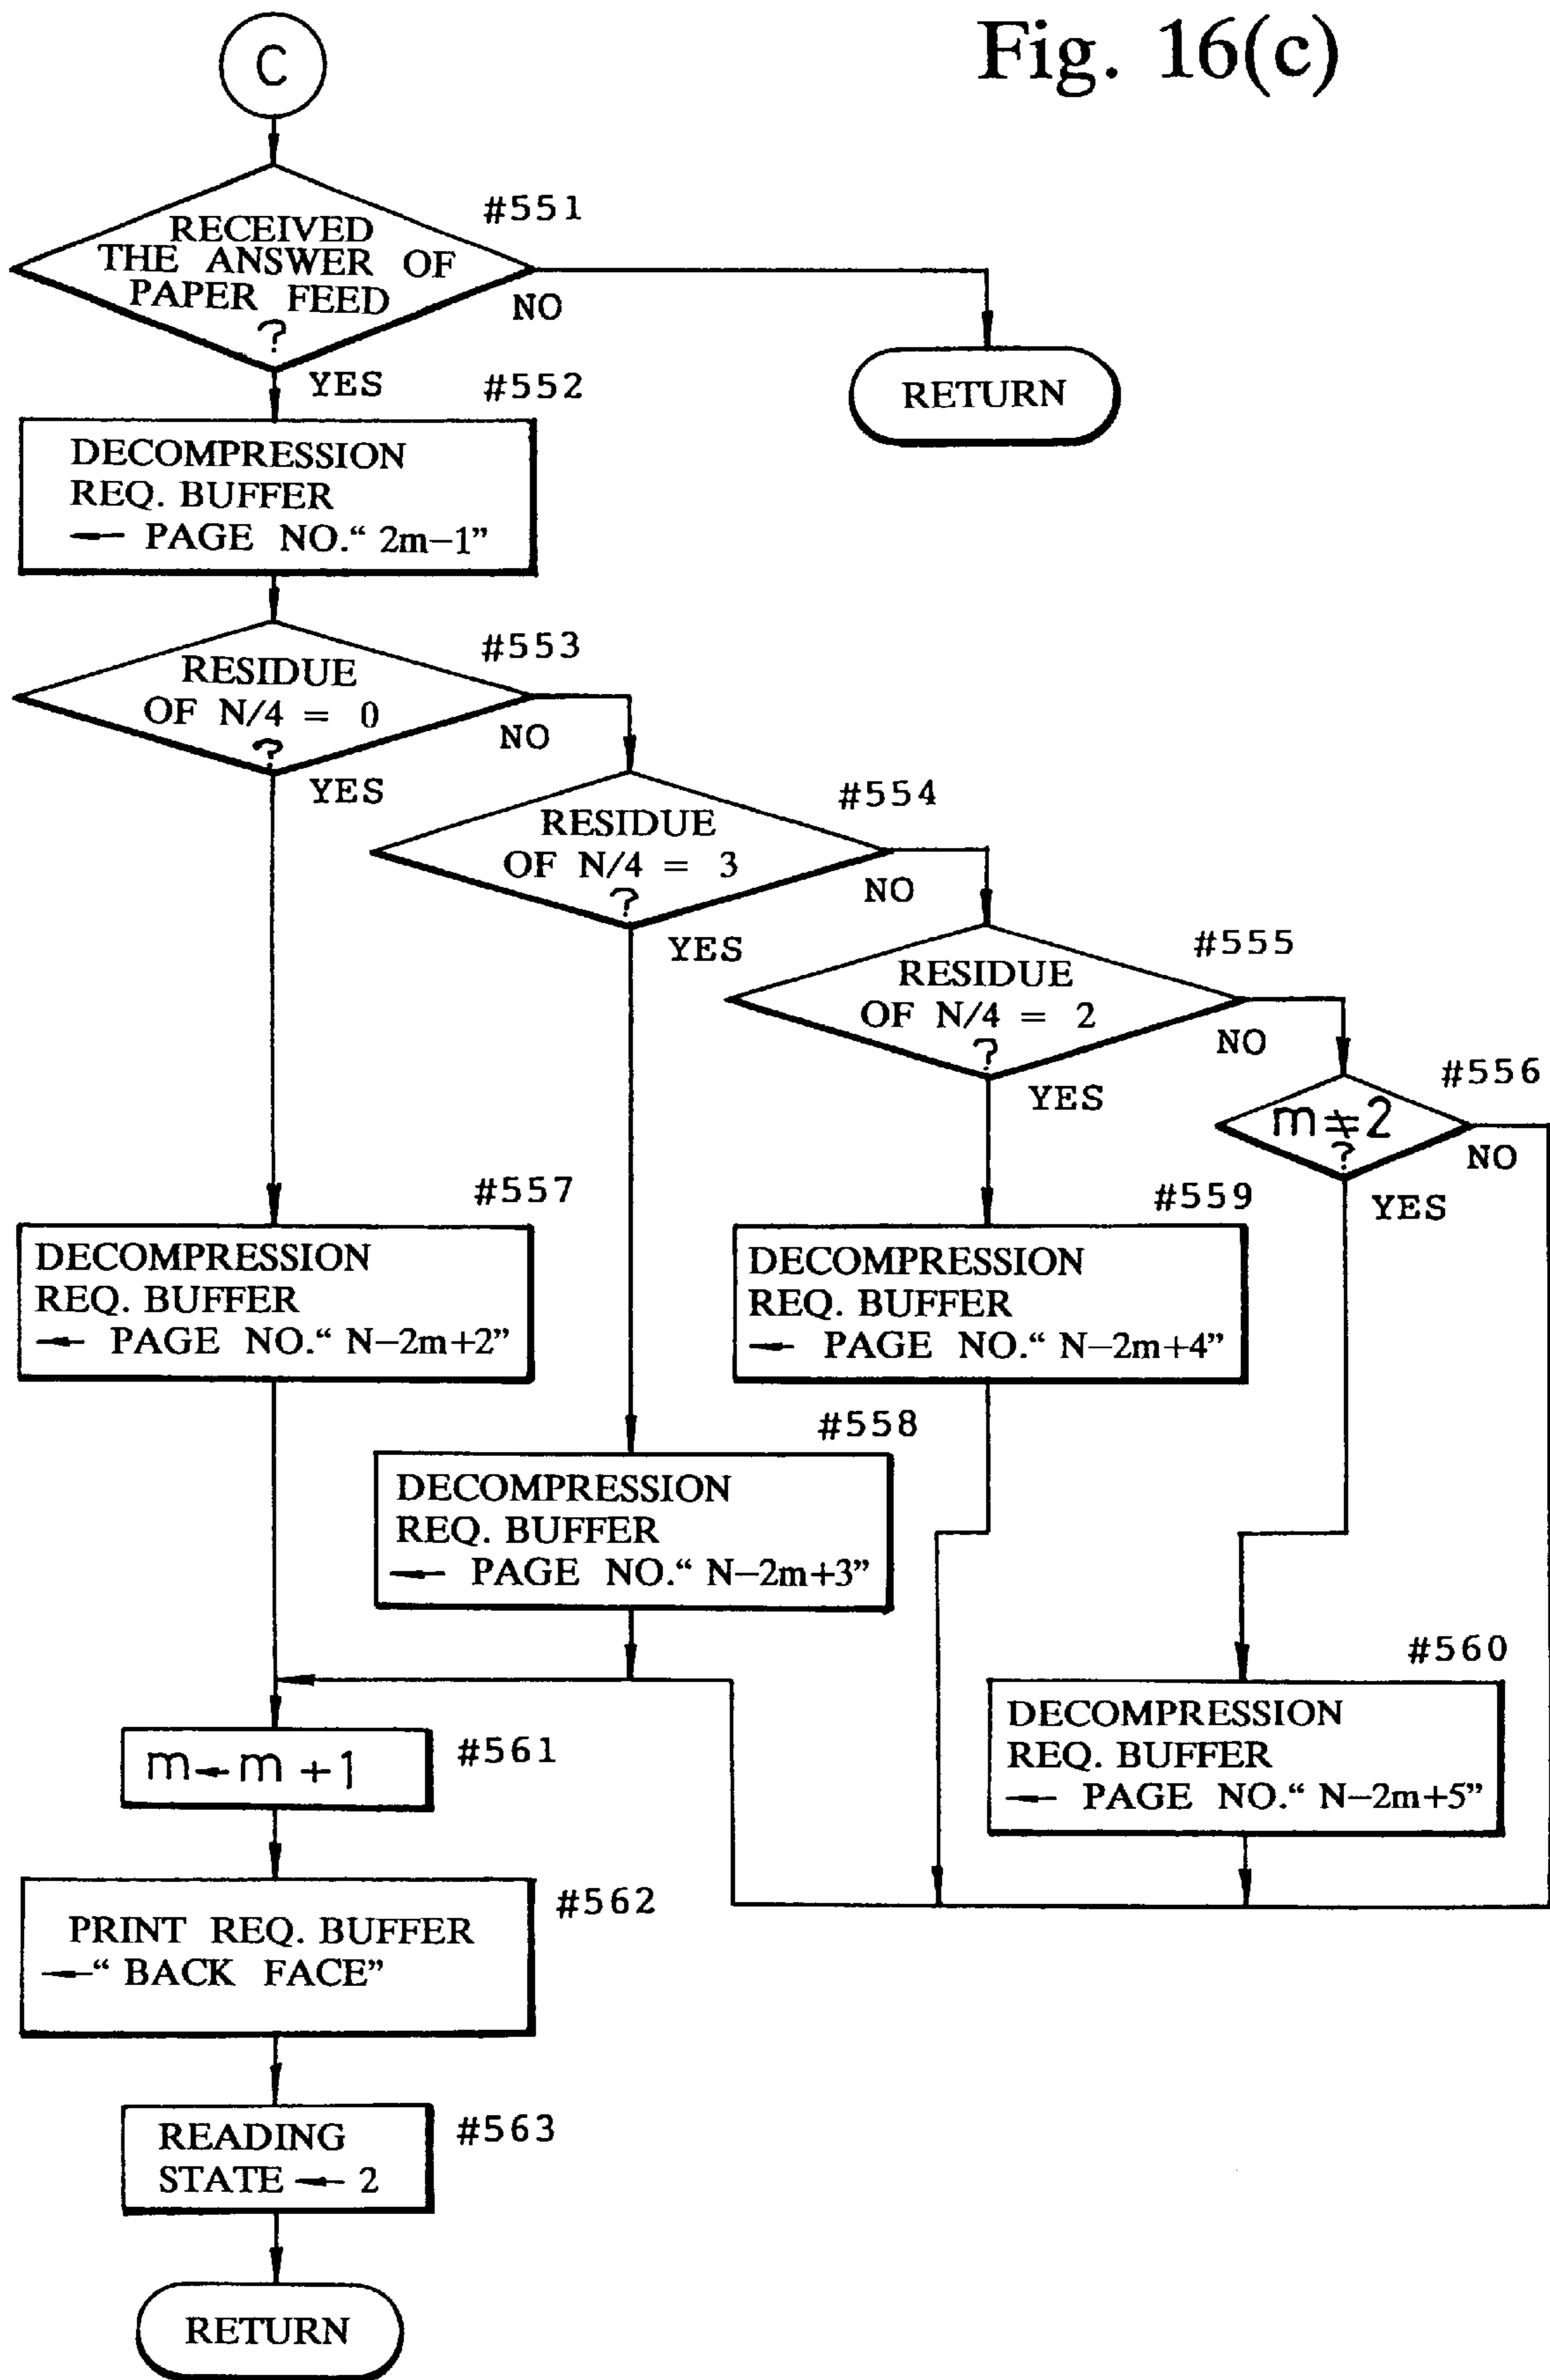 Fig. 16(c)
C
#551
RECEIVED
THE ANSWER OF
PAPER FEED
?
NO
YES
RETURN
#552
DECOMPRESSION
REQ. BUFFER
← PAGE NO.“ 2m−1”
#553
RESIDUE
OF N/4 = 0
?
NO
YES
#554
RESIDUE
OF N/4 = 3
?
NO
YES
#555
RESIDUE
OF N/4 = 2
?
NO
YES
#556
m≠2
?
NO
YES
#557
DECOMPRESSION
REQ. BUFFER
← PAGE NO.“ N−2m+2”
#559
DECOMPRESSION
REQ. BUFFER
← PAGE NO.“ N−2m+4”
#558
DECOMPRESSION
REQ. BUFFER
← PAGE NO.“ N−2m+3”
#560
DECOMPRESSION
REQ. BUFFER
← PAGE NO.“ N−2m+5”
#561
m←m+1
#562
PRINT REQ. BUFFER
←“ BACK FACE”
#563
READING
STATE ← 2
RETURN